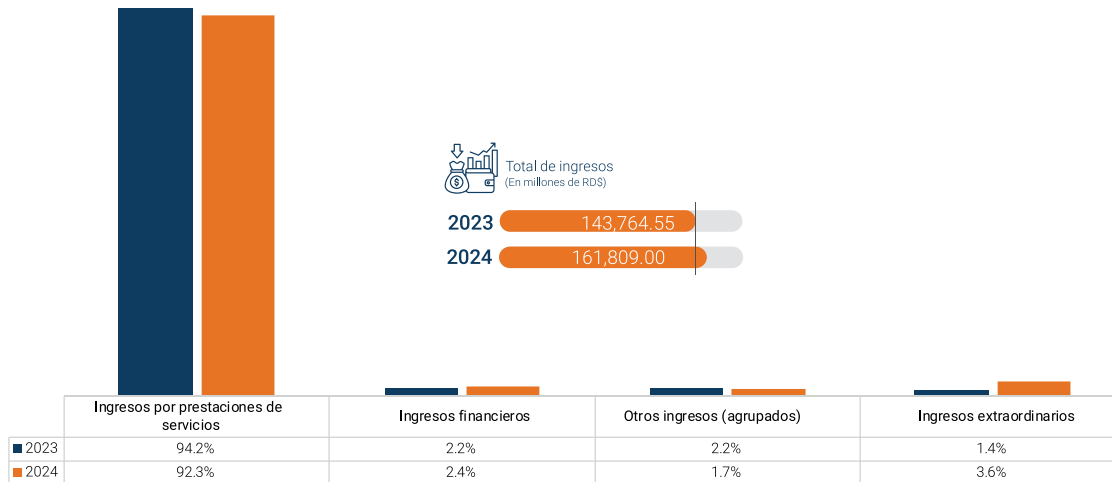 Total de ingresos
(En millones de RD$)
2023 143,764.55
2024 161,809.00
Ingresos por prestaciones de servicios Ingresos financieros Otros ingresos (agrupados) Ingresos extraordinarios
2023 94.2% 2.2% 2.2% 1.4%
2024 92.3% 2.4% 1.7% 3.6%